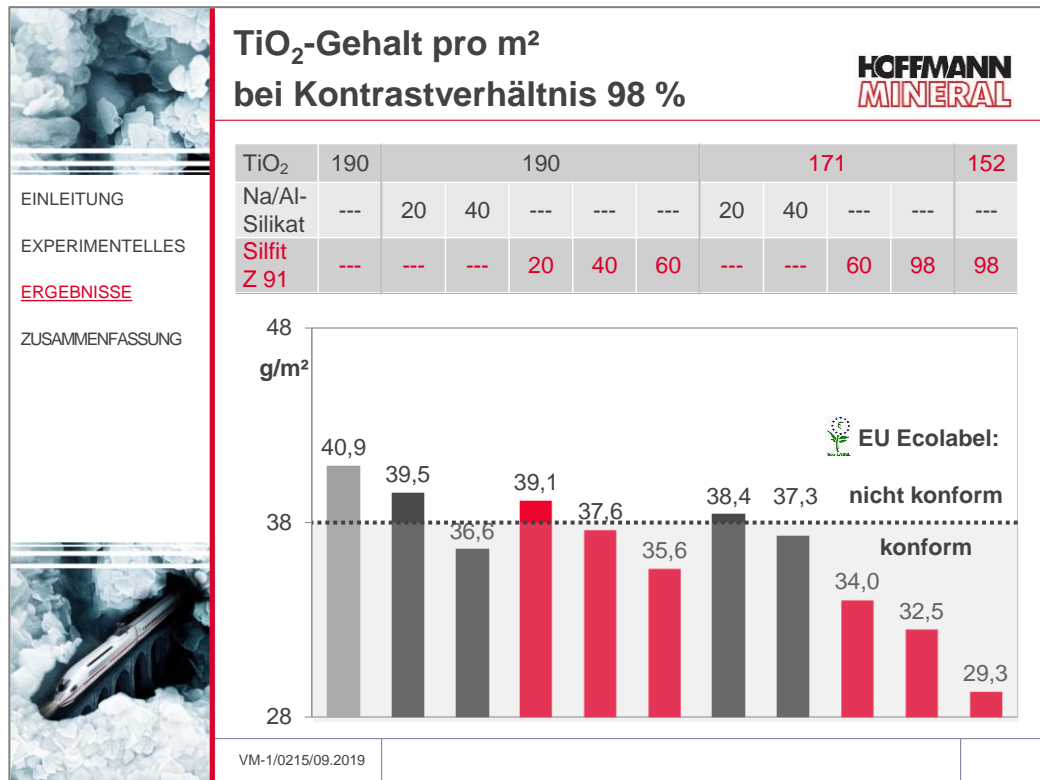 TiO₂-Gehalt pro m²
bei Kontrastverhältnis 98 %
HOFFMANN
MINERAL
EINLEITUNG
EXPERIMENTELLES
ERGEBNISSE
ZUSAMMENFASSUNG
TiO₂ 190 190 171 152
Na/Al-
Silikat --- 20 40 --- --- --- 20 40 --- --- ---
Silfit
Z 91 --- --- --- 20 40 60 --- --- 60 98 98
48
g/m²
38
28
40,9
39,5
36,6
39,1
37,6
35,6
38,4
37,3
34,0
32,5
29,3
EU Ecolabel:
nicht konform
konform
VM-1/0215/09.2019